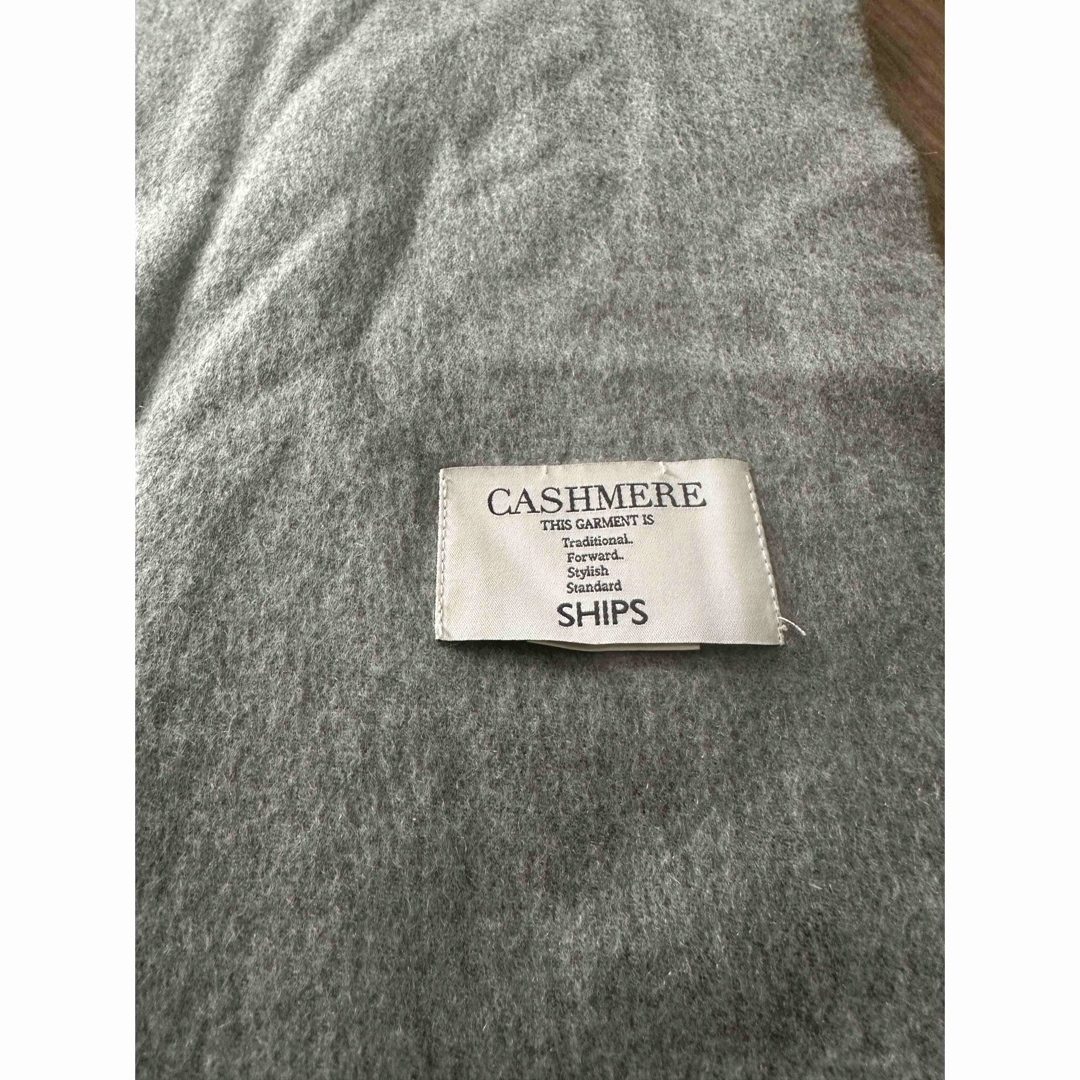 CASHMERE
THIS GARMENT IS
Traditional..
Forward..
Stylish
Standard
SHIPS